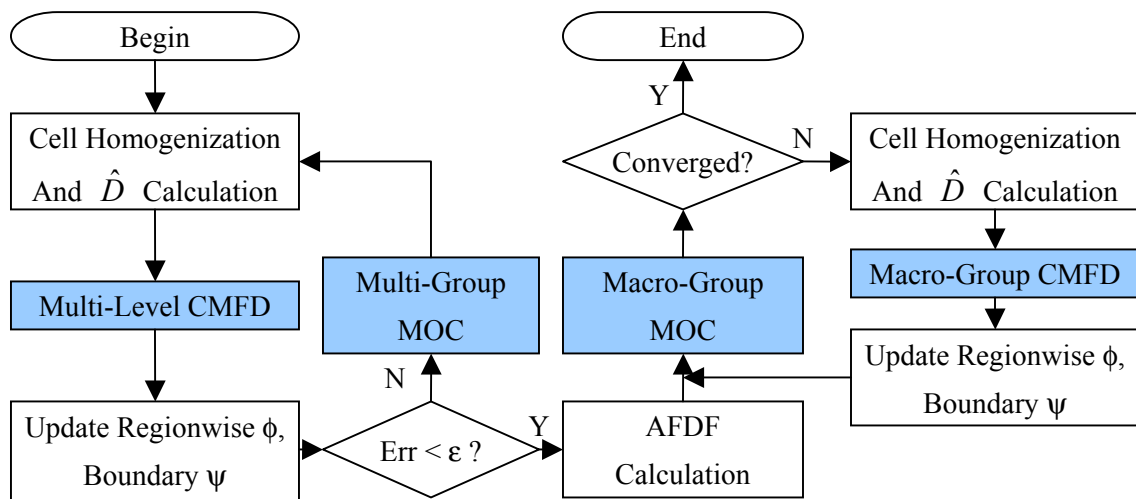 Begin
Cell Homogenization
And D̂ Calculation
Multi-Level CMFD
Update Regionwise ϕ,
Boundary ψ
Err < ε ?
N
Y
Multi-Group
MOC
AFDF
Calculation
Macro-Group
MOC
Converged?
Y
N
End
Cell Homogenization
And D̂ Calculation
Macro-Group CMFD
Update Regionwise ϕ,
Boundary ψ